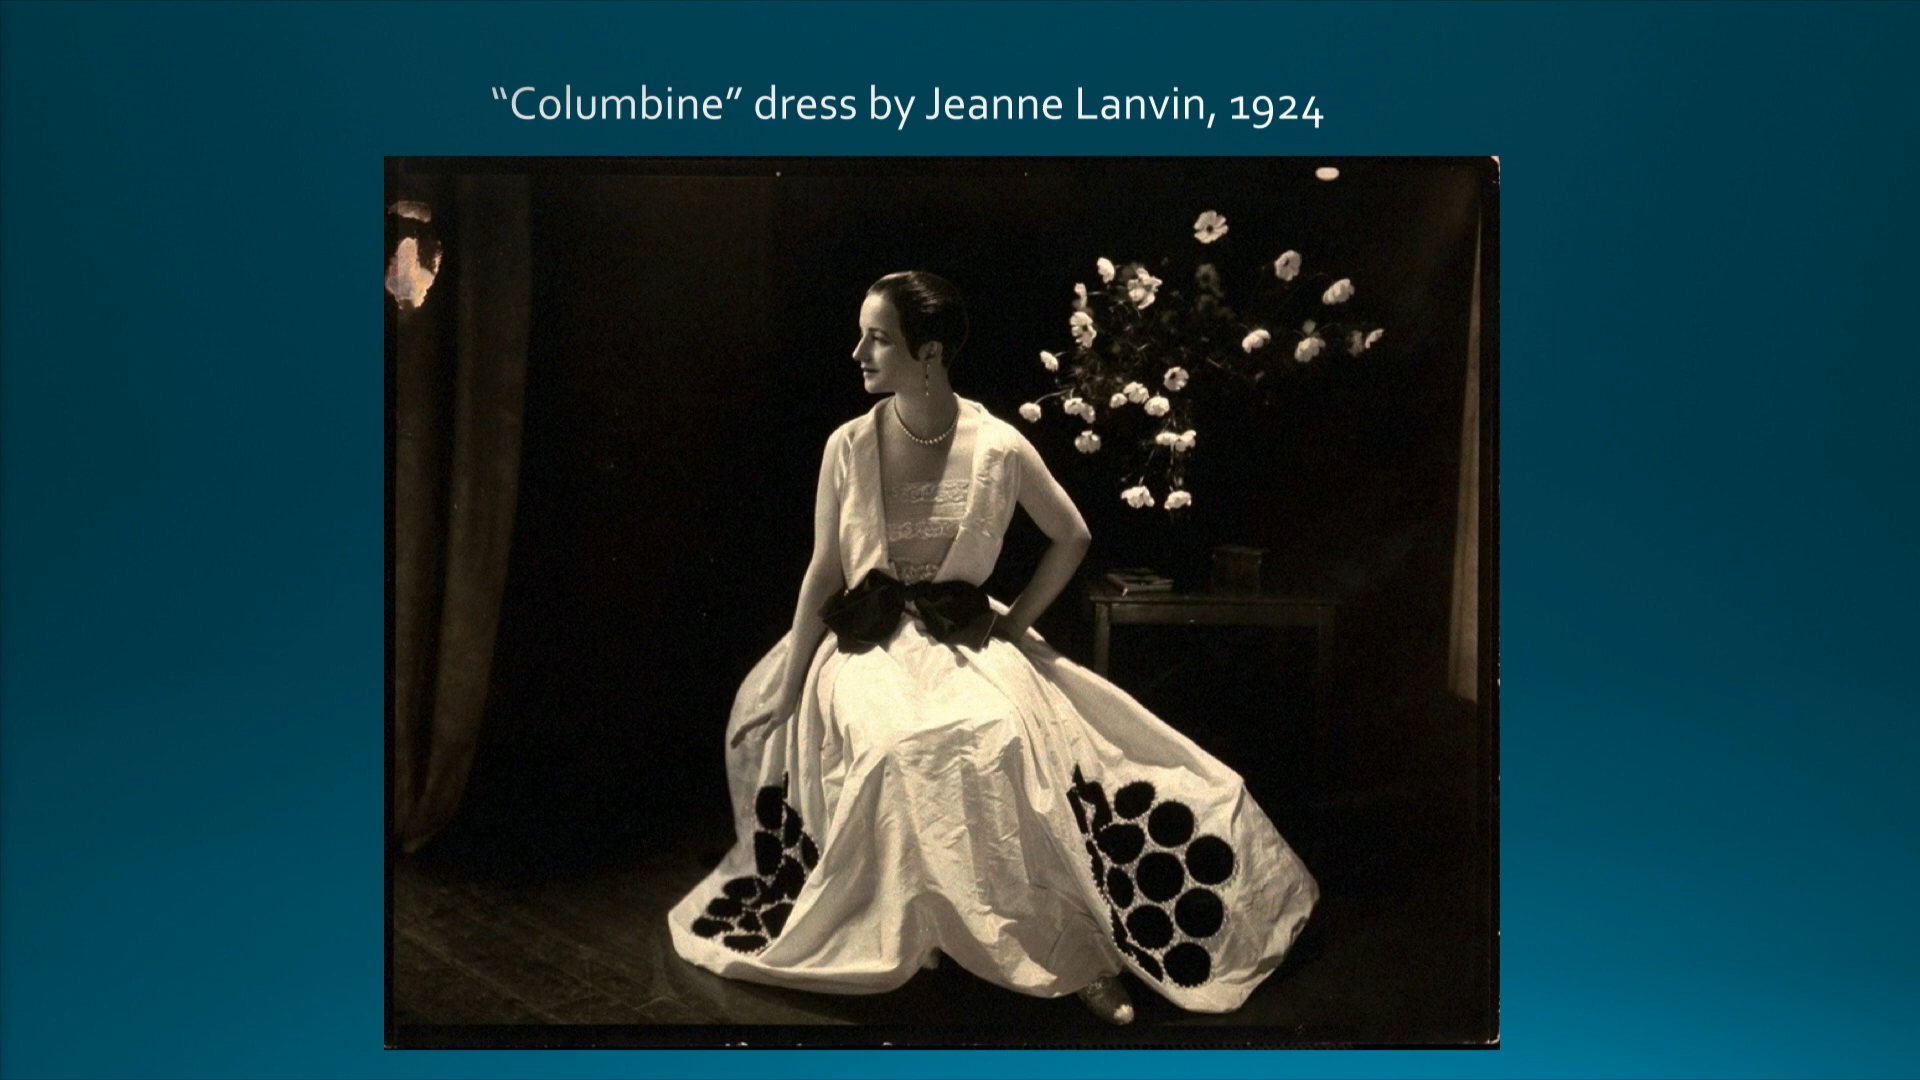 “Columbine” dress by Jeanne Lanvin, 1924